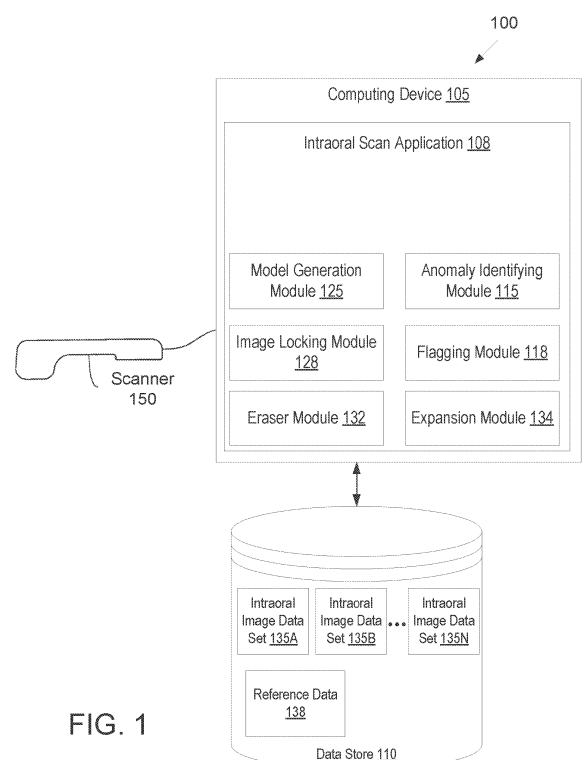 100
Computing Device 105
Intraoral Scan Application 108
Model Generation
Module 125
Anomaly Identifying
Module 115
Image Locking Module
128
Flagging Module 118
Scanner
150
Eraser Module 132
Expansion Module 134
Intraoral
Image Data
Set 135A
Intraoral
Image Data
Set 135B
•••
Intraoral
Image Data
Set 135N
Reference Data
138
FIG. 1
Data Store 110